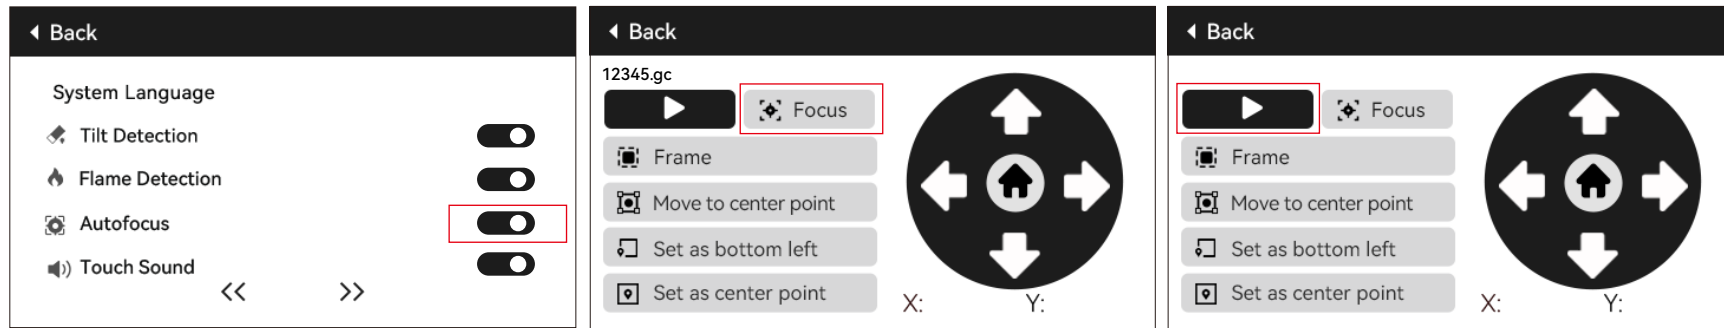 Back
System Language
Tilt Detection
Flame Detection
Autofocus
Touch Sound
<< >>
Back
12345.gc
Focus
Frame
Move to center point
Set as bottom left
Set as center point
X: Y:
Back
Focus
Frame
Move to center point
Set as bottom left
Set as center point
X: Y: